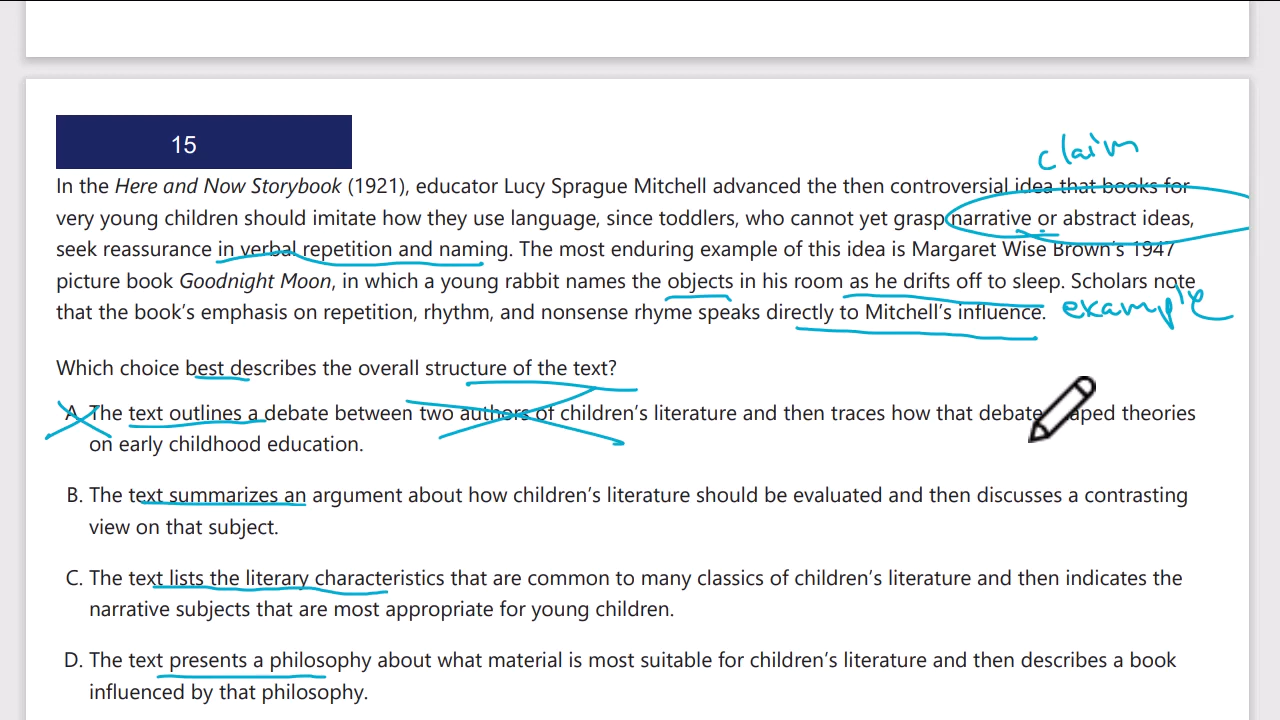 15
claim
In the Here and Now Storybook (1921), educator Lucy Sprague Mitchell advanced the then controversial idea that books for
very young children should imitate how they use language, since toddlers, who cannot yet grasp narrative or abstract ideas,
seek reassurance in verbal repetition and naming. The most enduring example of this idea is Margaret Wise Brown's 1947
picture book Goodnight Moon, in which a young rabbit names the objects in his room as he drifts off to sleep. Scholars note
that the book's emphasis on repetition, rhythm, and nonsense rhyme speaks directly to Mitchell's influence. example
Which choice best describes the overall structure of the text?
A. The text outlines a debate between two authors of children's literature and then traces how that debate theories
on early childhood education.
B. The text summarizes an argument about how children's literature should be evaluated and then discusses a contrasting
view on that subject.
C. The text lists the literary characteristics that are common to many classics of children's literature and then indicates the
narrative subjects that are most appropriate for young children.
D. The text presents a philosophy about what material is most suitable for children's literature and then describes a book
influenced by that philosophy.